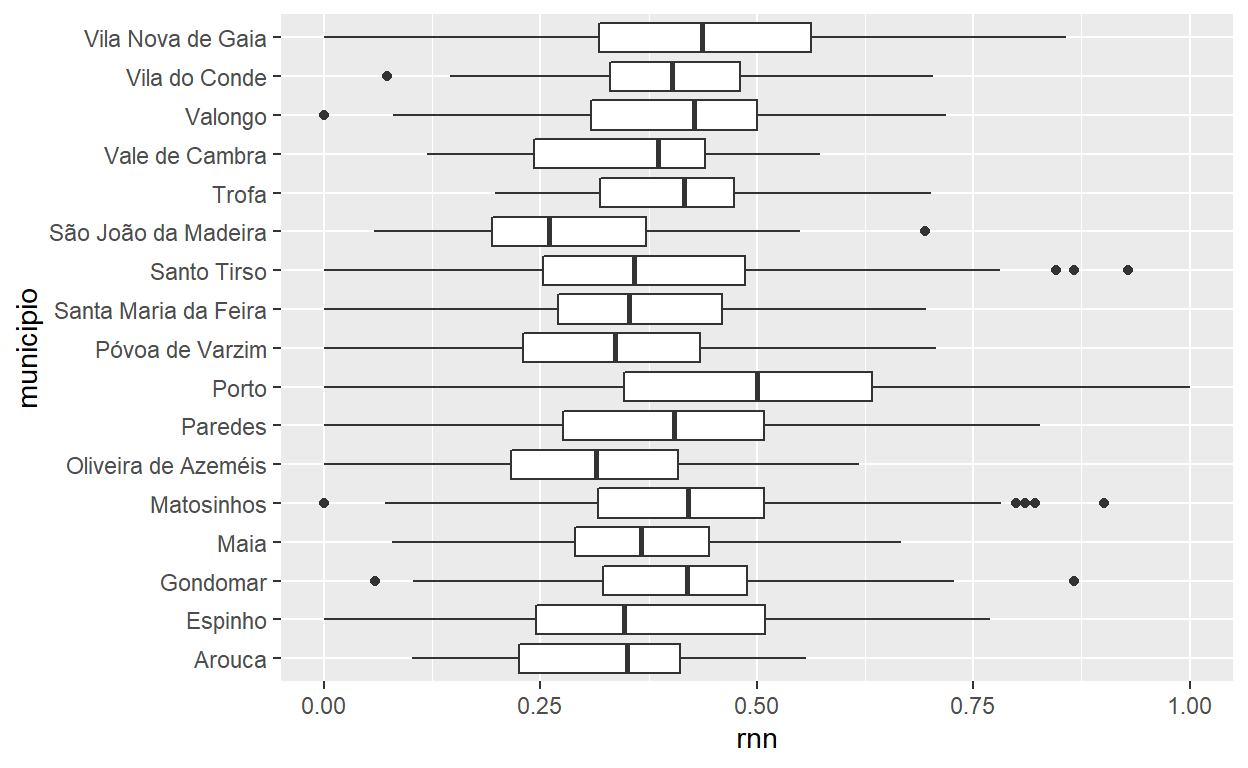 Vila Nova de Gaia
Vila do Conde
Valongo
Vale de Cambra
Trofa
São João da Madeira
Santo Tirso
Santa Maria da Feira
Póvoa de Varzim
Porto
Paredes
Oliveira de Azeméis
Matosinhos
Maia
Gondomar
Espinho
Arouca
municipio
0.00 0.25 0.50 0.75 1.00
rnn